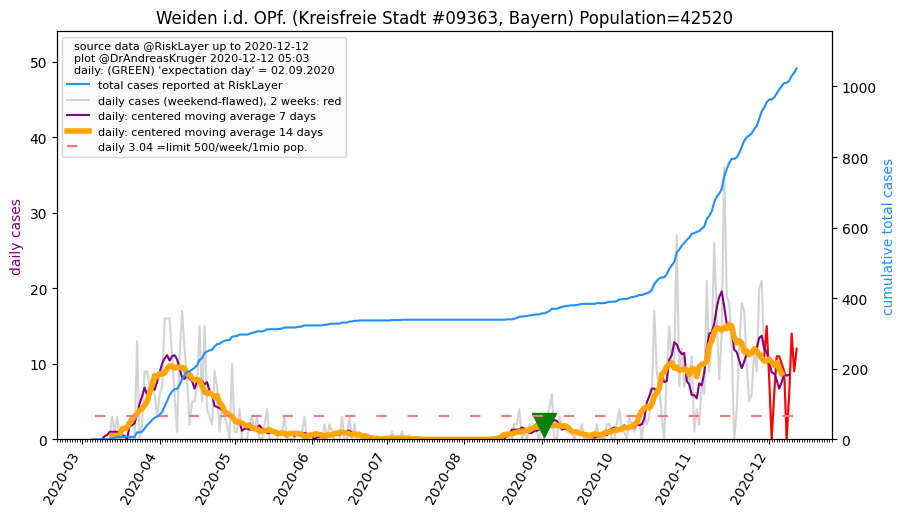 Weiden i.d. OPf. (Kreisfreie Stadt #09363, Bayern) Population=42520
source data @RiskLayer up to 2020-12-12
plot @DrAndreasKruger 2020-12-12 05:03
daily: (GREEN) 'expectation day' = 02.09.2020
total cases reported at RiskLayer
daily cases (weekend-flawed), 2 weeks: red
daily: centered moving average 7 days
daily: centered moving average 14 days
daily 3.04 =limit 500/week/1mio pop.
daily cases
50
40
30
20
10
0
cumulative total cases
1000
800
600
400
200
0
2020-03
2020-04
2020-05
2020-06
2020-07
2020-08
2020-09
2020-10
2020-11
2020-12